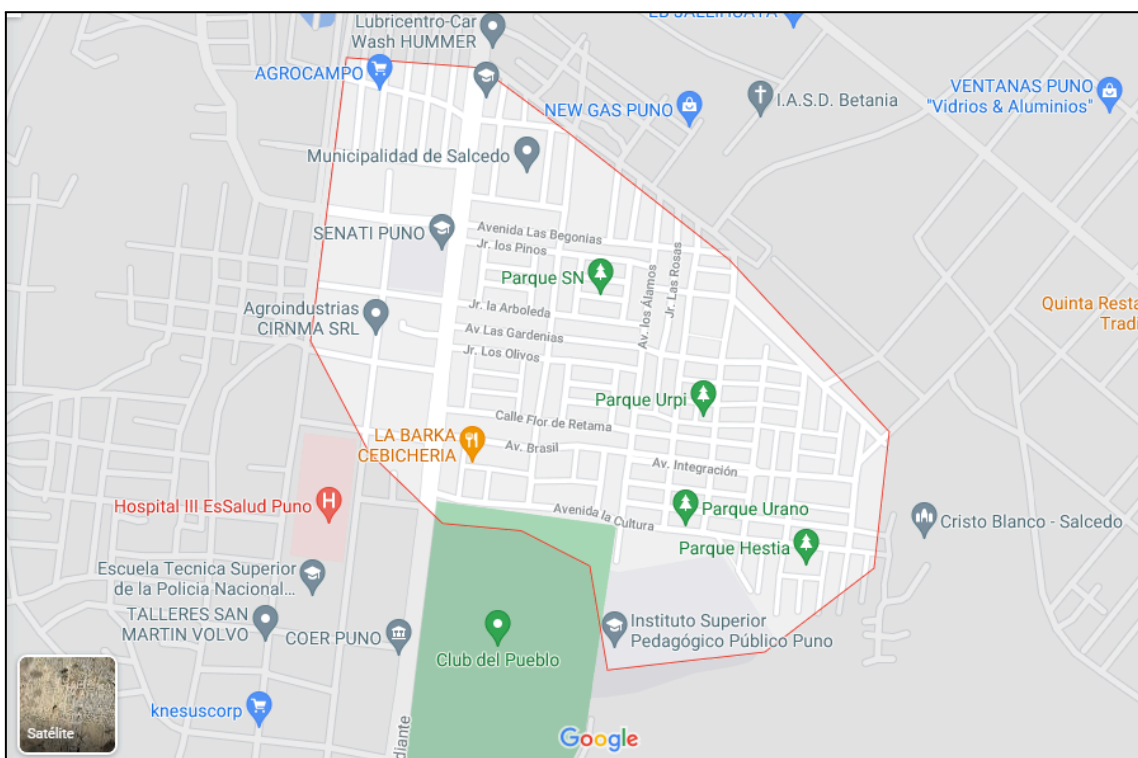 Lubricentro-Car
Wash HUMMER
AGROCAMPO
NEW GAS PUNO
I.A.S.D. Betania
VENTANAS PUNO
"Vidrios & Aluminios"
Municipalidad de Salcedo
SENATI PUNO
Avenida Las Begonias
Jr. los Pinos
Parque SN
Av. los Álamos
Jr. Las Rosas
Quinta Resta
Tradi
Agroindustrias
CIRNMA SRL
Jr. la Arboleda
Av Las Gardenias
Jr. Los Olivos
Parque Urpi
Calle Flor de Retama
LA BARKA
CEBICHERIA
Av. Brasil
Av. Integración
Hospital III EsSalud Puno
Avenida la Cultura
Parque Urano
Cristo Blanco - Salcedo
Parque Hestia
Escuela Tecnica Superior
de la Policia Nacional...
TALLERES SAN
MARTIN VOLVO
COER PUNO
Instituto Superior
Pedagógico Público Puno
Club del Pueblo
knesuscorp
Satélite
Google
diante